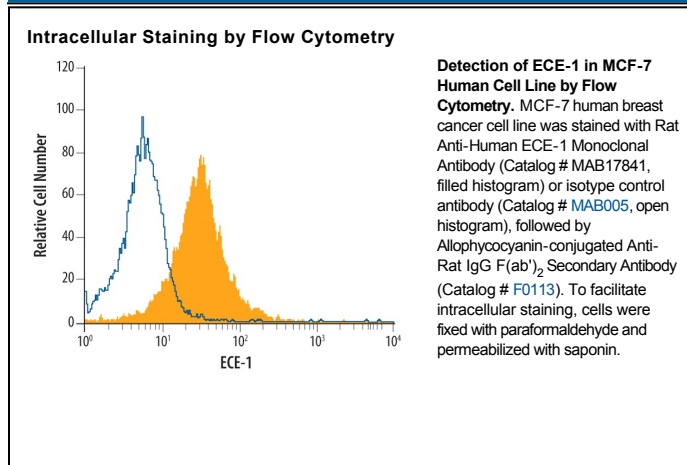 Intracellular Staining by Flow Cytometry
120
100
80
60
40
20
0
Relative Cell Number
10⁰ 10¹ 10² 10³ 10⁴
ECE-1
Detection of ECE-1 in MCF-7
Human Cell Line by Flow
Cytometry. MCF-7 human breast
cancer cell line was stained with Rat
Anti-Human ECE-1 Monoclonal
Antibody (Catalog # MAB17841,
filled histogram) or isotype control
antibody (Catalog # MAB005, open
histogram), followed by
Allophycocyanin-conjugated Anti-
Rat IgG F(ab')₂ Secondary Antibody
(Catalog # F0113). To facilitate
intracellular staining, cells were
fixed with paraformaldehyde and
permeabilized with saponin.